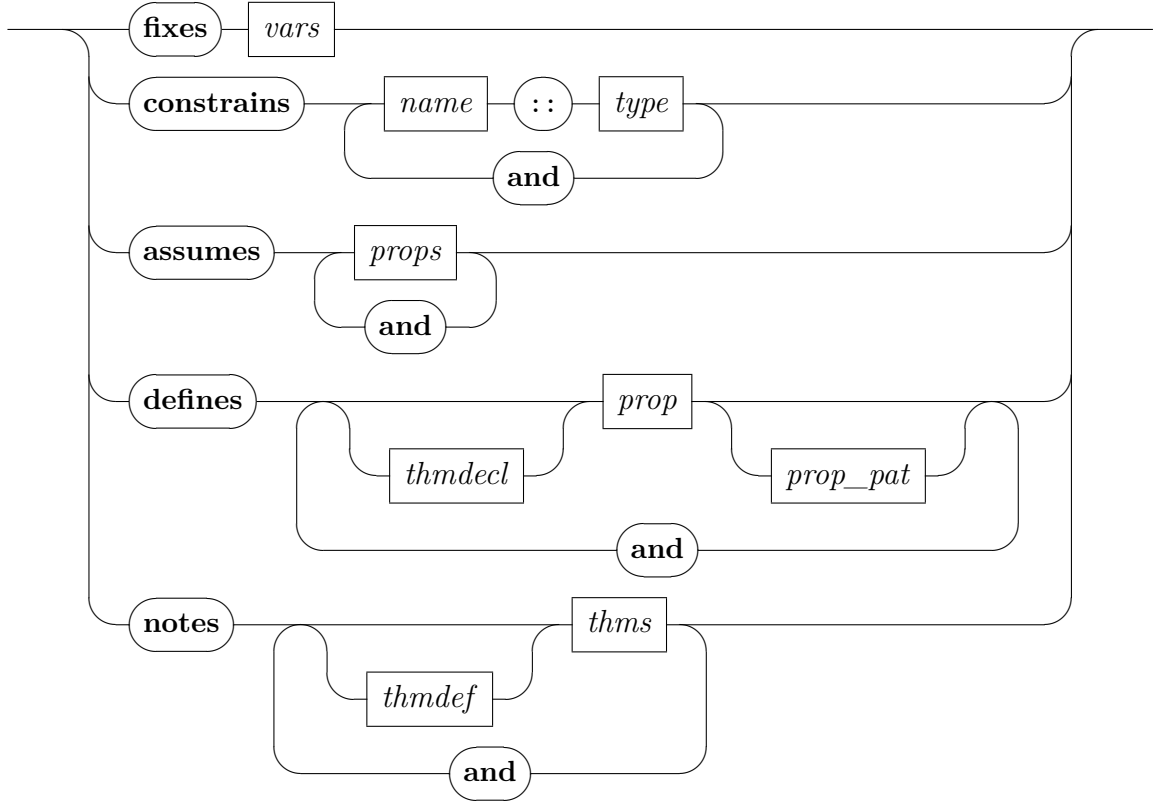 fixes vars
constrains name :: type
and
assumes props
and
defines prop
thmdecl prop_pat
and
notes thms
thmdef
and